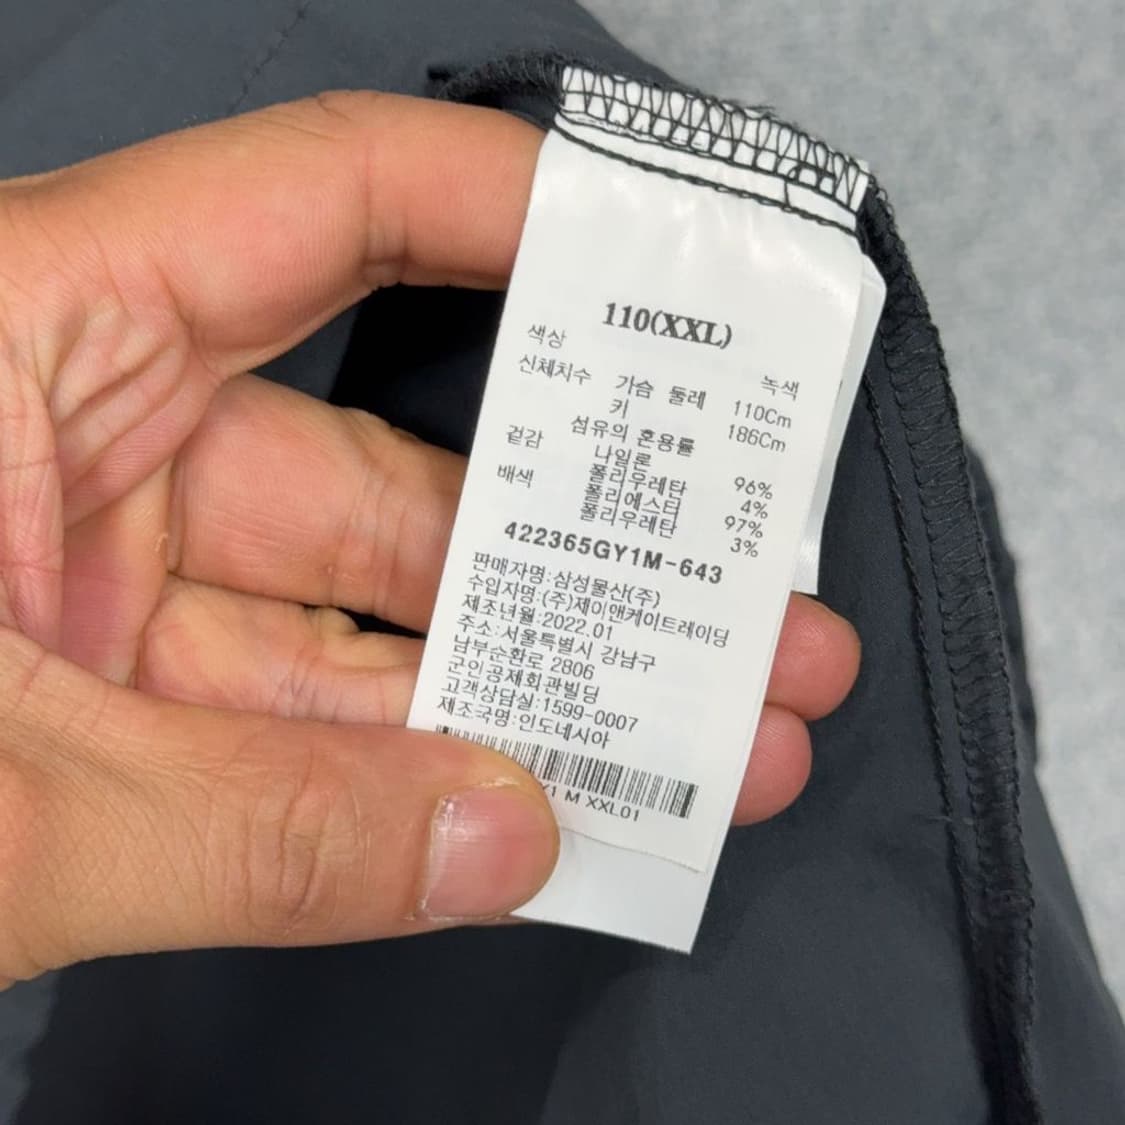 110(XXL)
색상 녹색
신체치수 가슴 둘레 110Cm
키 186Cm
섬유의 혼용률
겉감 나일론 96%
폴리우레탄 4%
배색 폴리에스터 97%
폴리우레탄 3%
422365GY1M-643
판매자명:삼성물산(주)
수입자명:(주)제이앤케이트레이딩
제조년월:2022.01
주소:서울특별시 강남구
남부순환로 2806
군인공제회관빌딩
고객상담실:1599-0007
제조국명:인도네시아
M XXL01